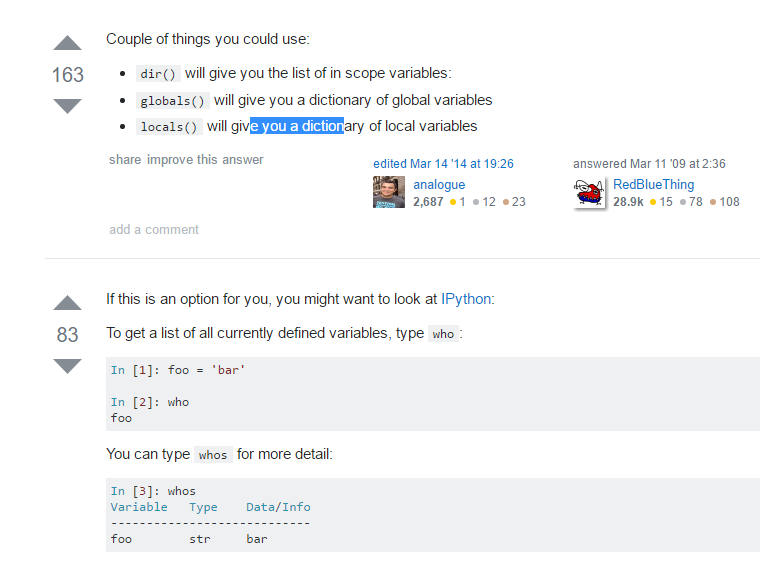 Couple of things you could use:
163
dir() will give you the list of in scope variables:
globals() will give you a dictionary of global variables
locals() will give you a dictionary of local variables
share improve this answer
edited Mar 14 '14 at 19:26
answered Mar 11 '09 at 2:36
analogue
2,687 1 12 23
RedBlueThing
28.9k 15 78 108
add a comment
If this is an option for you, you might want to look at IPython:
83
To get a list of all currently defined variables, type who:
In [1]: foo = 'bar'
In [2]: who
foo
You can type whos for more detail:
In [3]: whos
Variable Type Data/Info
----------------------------
foo str bar